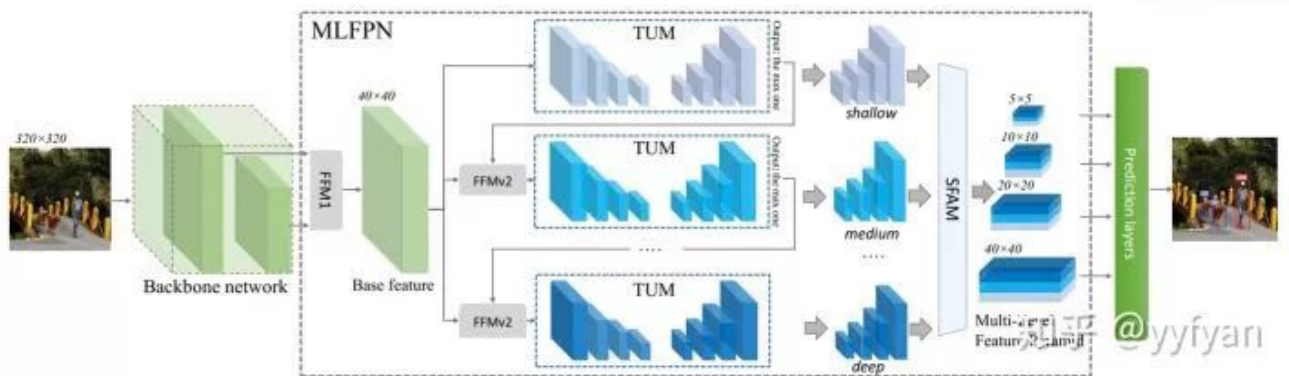 MLFPN
320×320
Backbone network
FFM1
40×40
Base feature
FFMv2
FFMv2
TUM
Output: the max one
TUM
Output: the max one
....
TUM
shallow
medium
....
deep
SFAM
5×5
10×10
20×20
40×40
Multi-level
Feature Pyramid
Prediction layers
知乎 @yyfyan